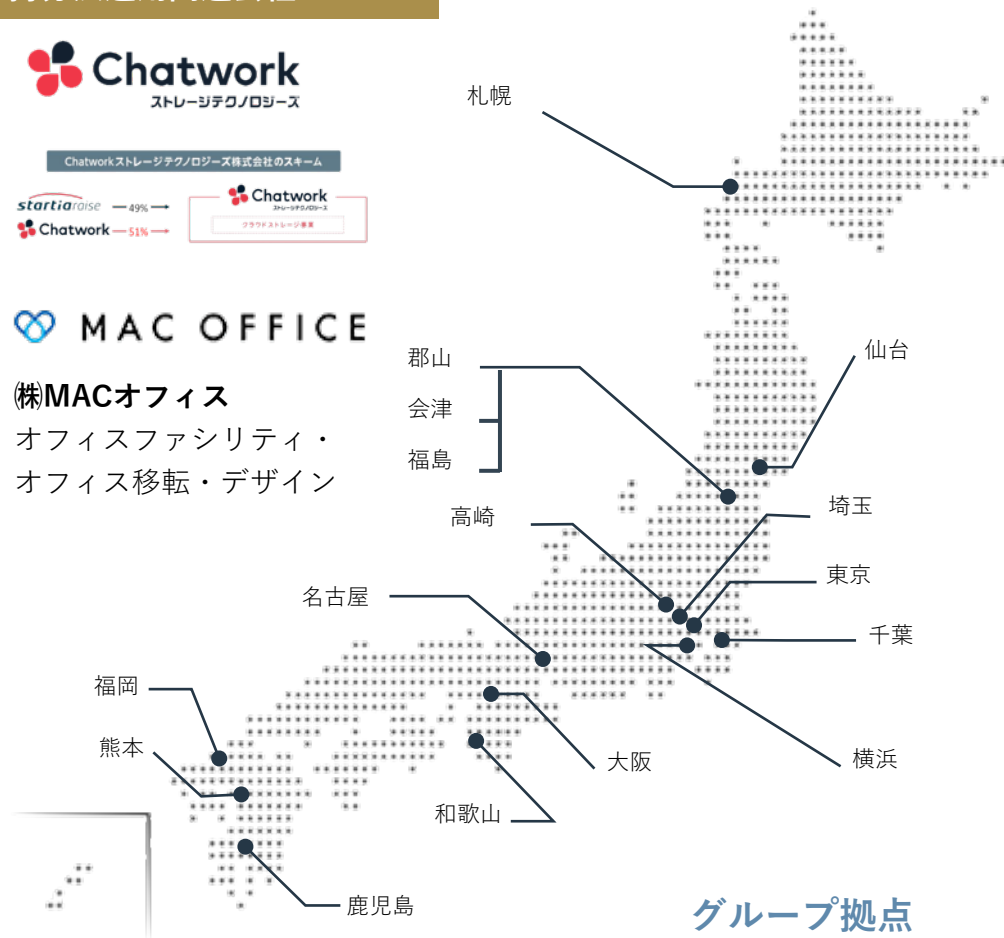 Chatwork
ストレージテクノロジーズ
Chatworkストレージテクノロジーズ株式会社のスキーム
startiaraise
49%
Chatwork
51%
Chatwork
ストレージテクノロジーズ
クラウドストレージ事業
MAC OFFICE
㈱MACオフィス
オフィスファシリティ・
オフィス移転・デザイン
札幌
仙台
郡山
会津
福島
高崎
埼玉
東京
千葉
横浜
名古屋
大阪
和歌山
福岡
熊本
鹿児島
グループ拠点